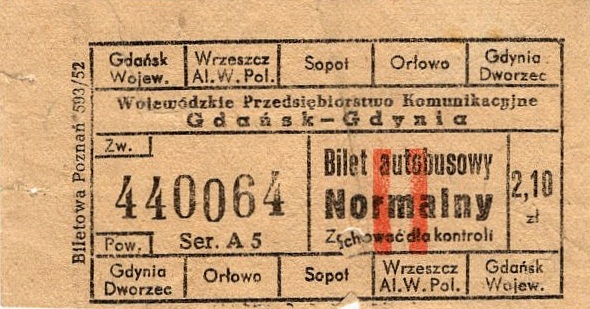 Gdańsk Wojew.
Wrzeszcz Al. W. Pol.
Sopot
Orłowo
Gdynia Dworzec
Wojewódzkie Przedsiębiorstwo Komunikacyjne
Gdańsk-Gdynia
Zw.
440064
Pow.
Ser. A 5
Bilet autobusowy
Normalny
Zachować dla kontroli
2,10
zł
Gdynia Dworzec
Orłowo
Sopot
Wrzeszcz Al. W. Pol.
Gdańsk Wojew.
Biletowa Poznań 593/52